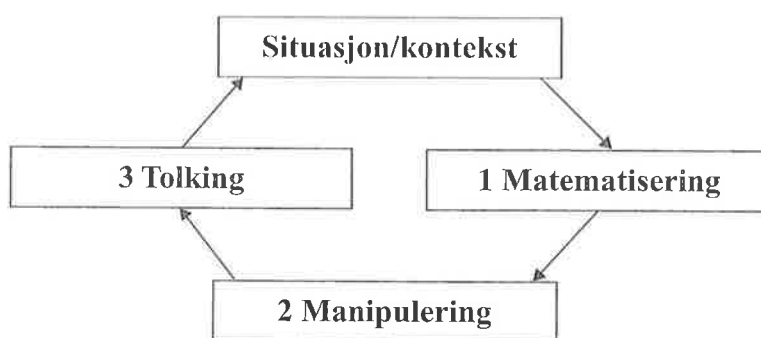 Situasjon/kontekst
3 Tolking
1 Matematisering
2 Manipulering